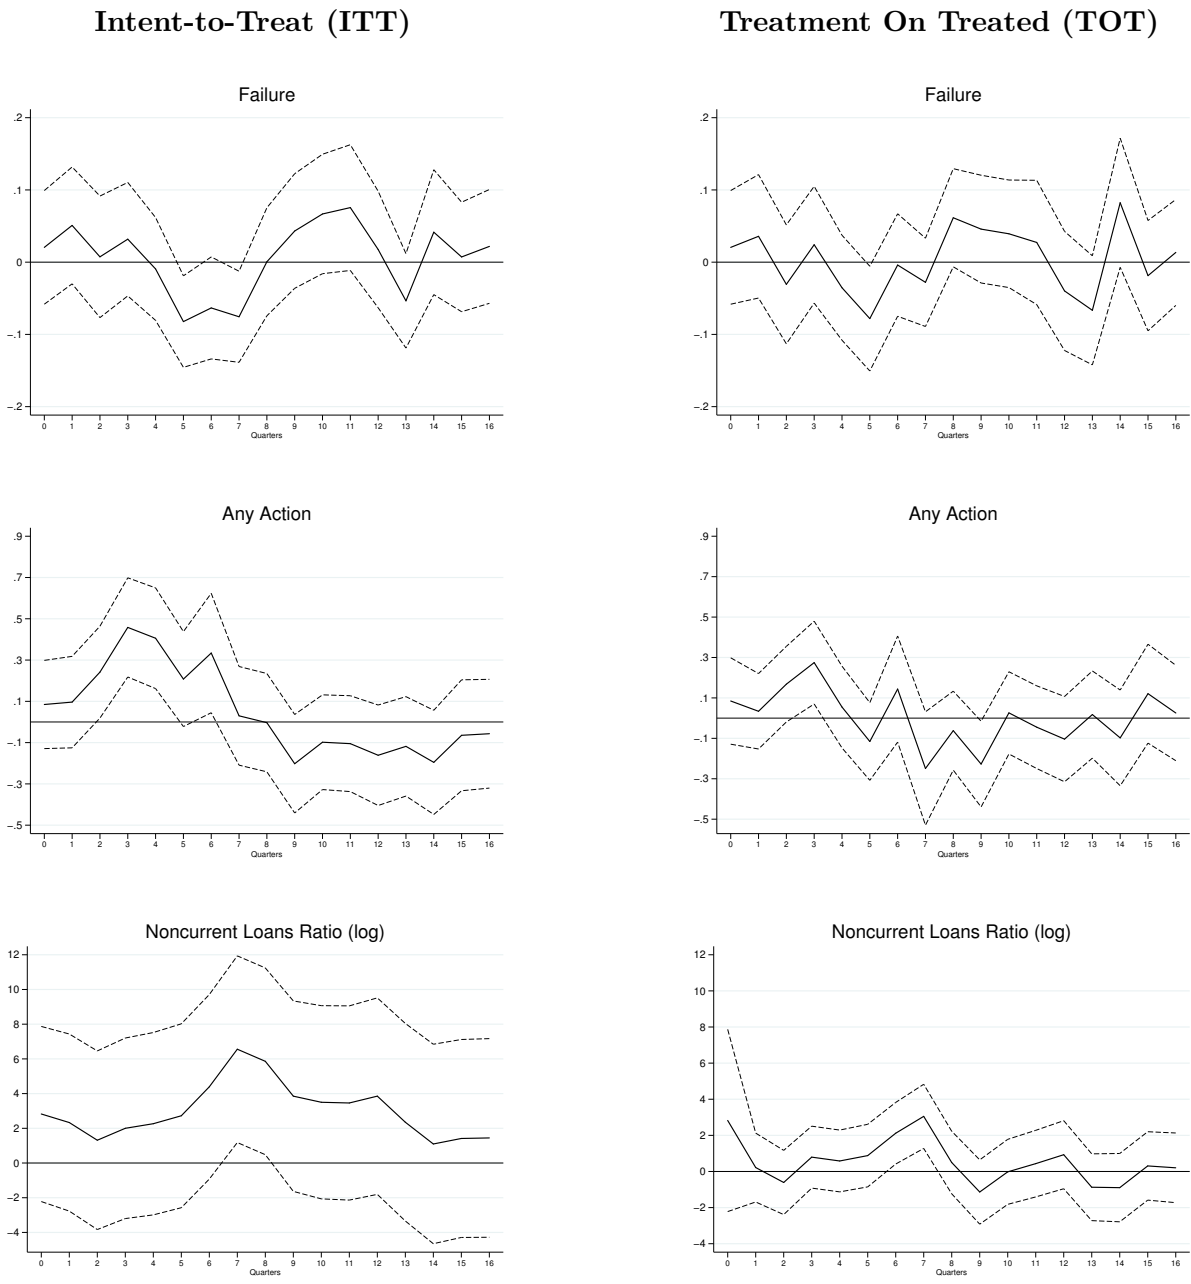 Intent-to-Treat (ITT)
Treatment On Treated (TOT)
Failure
.2
.1
0
−.1
−.2
0 1 2 3 4 5 6 7 8 9 10 11 12 13 14 15 16
Quarters
Failure
.2
.1
0
−.1
−.2
0 1 2 3 4 5 6 7 8 9 10 11 12 13 14 15 16
Quarters
Any Action
.9
.7
.5
.3
.1
−.1
−.3
−.5
0 1 2 3 4 5 6 7 8 9 10 11 12 13 14 15 16
Quarters
Any Action
.9
.7
.5
.3
.1
−.1
−.3
−.5
0 1 2 3 4 5 6 7 8 9 10 11 12 13 14 15 16
Quarters
Noncurrent Loans Ratio (log)
12
10
8
6
4
2
0
−2
−4
0 1 2 3 4 5 6 7 8 9 10 11 12 13 14 15 16
Quarters
Noncurrent Loans Ratio (log)
12
10
8
6
4
2
0
−2
−4
0 1 2 3 4 5 6 7 8 9 10 11 12 13 14 15 16
Quarters